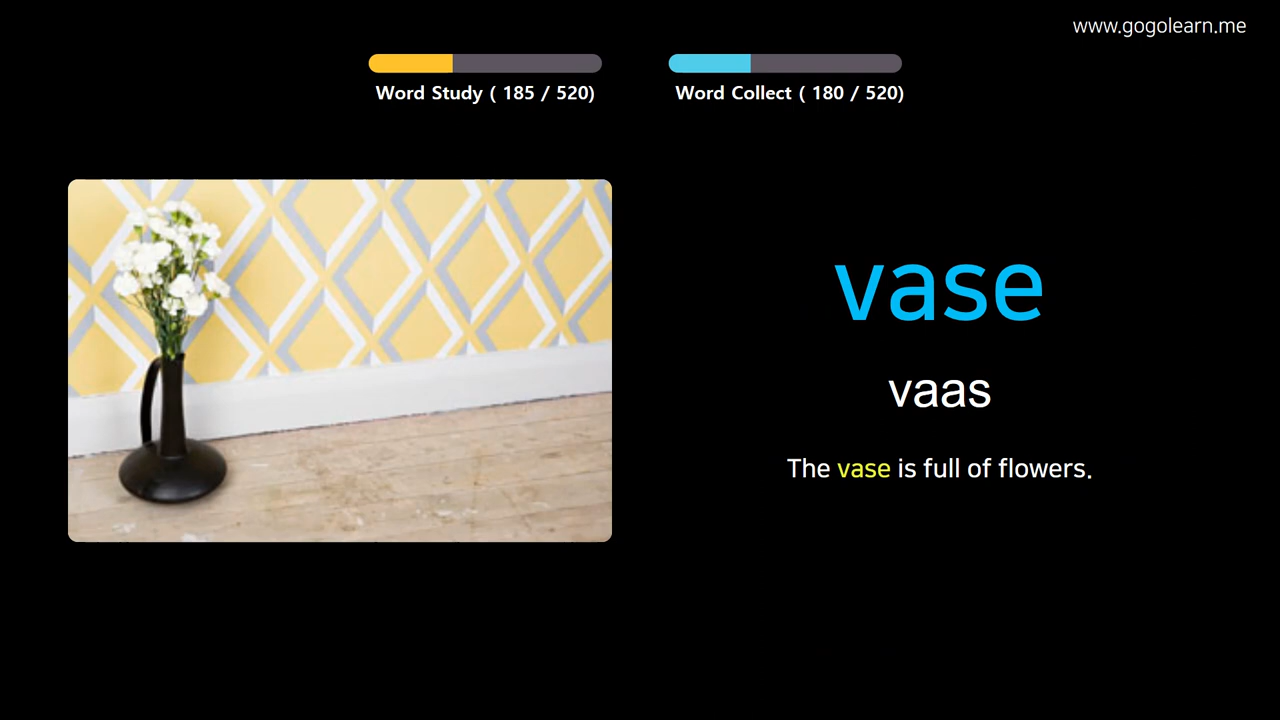 www.gogolearn.me
Word Study ( 185 / 520)
Word Collect ( 180 / 520)
vase
vaas
The vase is full of flowers.